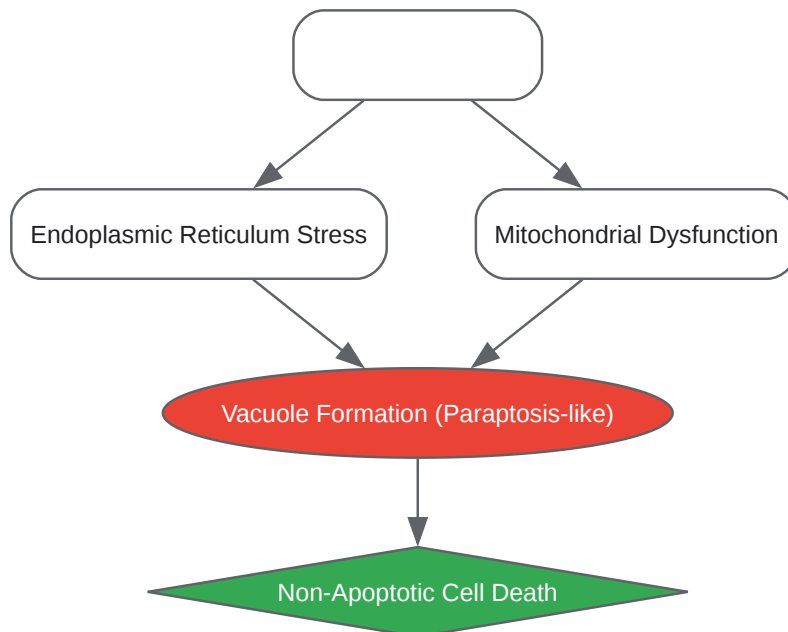 Endoplasmic Reticulum Stress
Mitochondrial Dysfunction
Vacuole Formation (Paraptosis-like)
Non-Apoptotic Cell Death